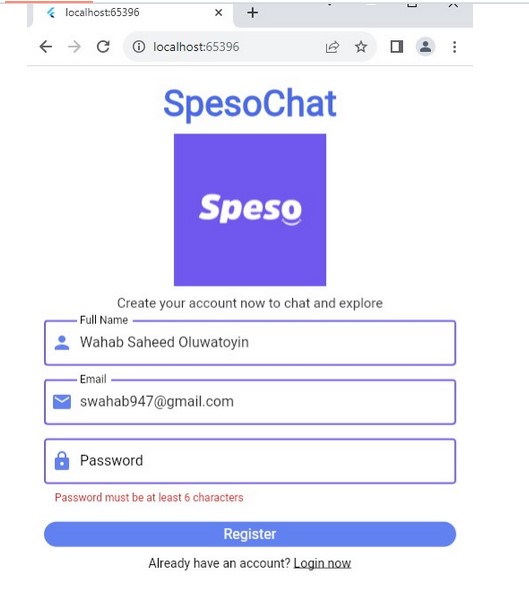 localhost:65396
localhost:65396
SpesoChat
Speso
Create your account now to chat and explore
Full Name
Wahab Saheed Oluwatoyin
Email
swahab947@gmail.com
Password
Password must be at least 6 characters
Register
Already have an account? Login now